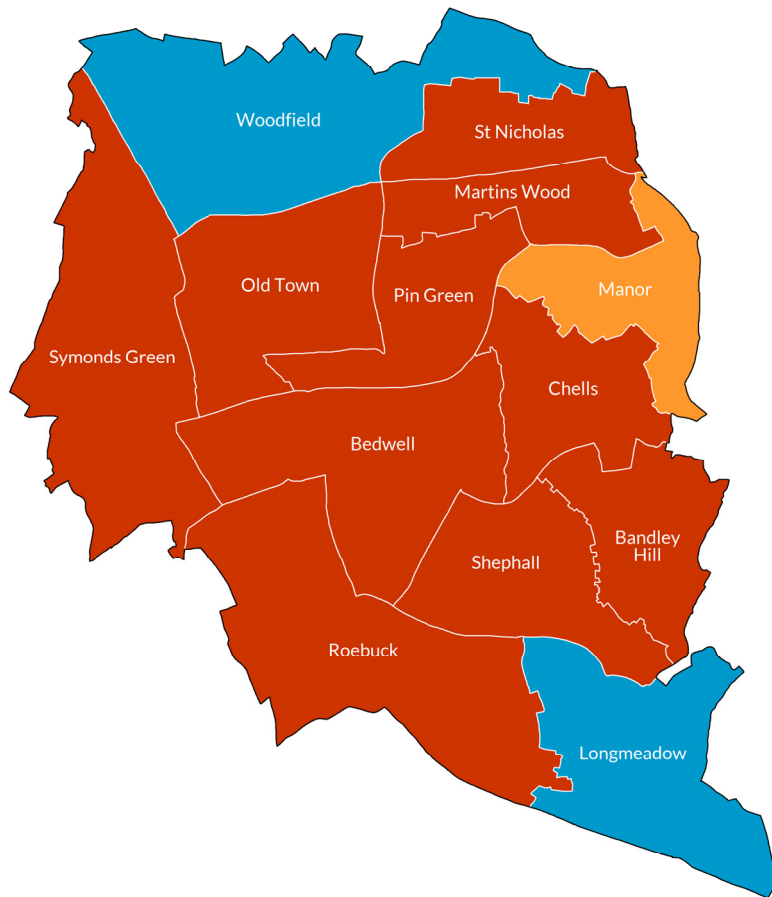 Woodfield
St Nicholas
Martins Wood
Old Town
Pin Green
Manor
Symonds Green
Chells
Bedwell
Shephall
Bandley
Hill
Roebuck
Longmeadow